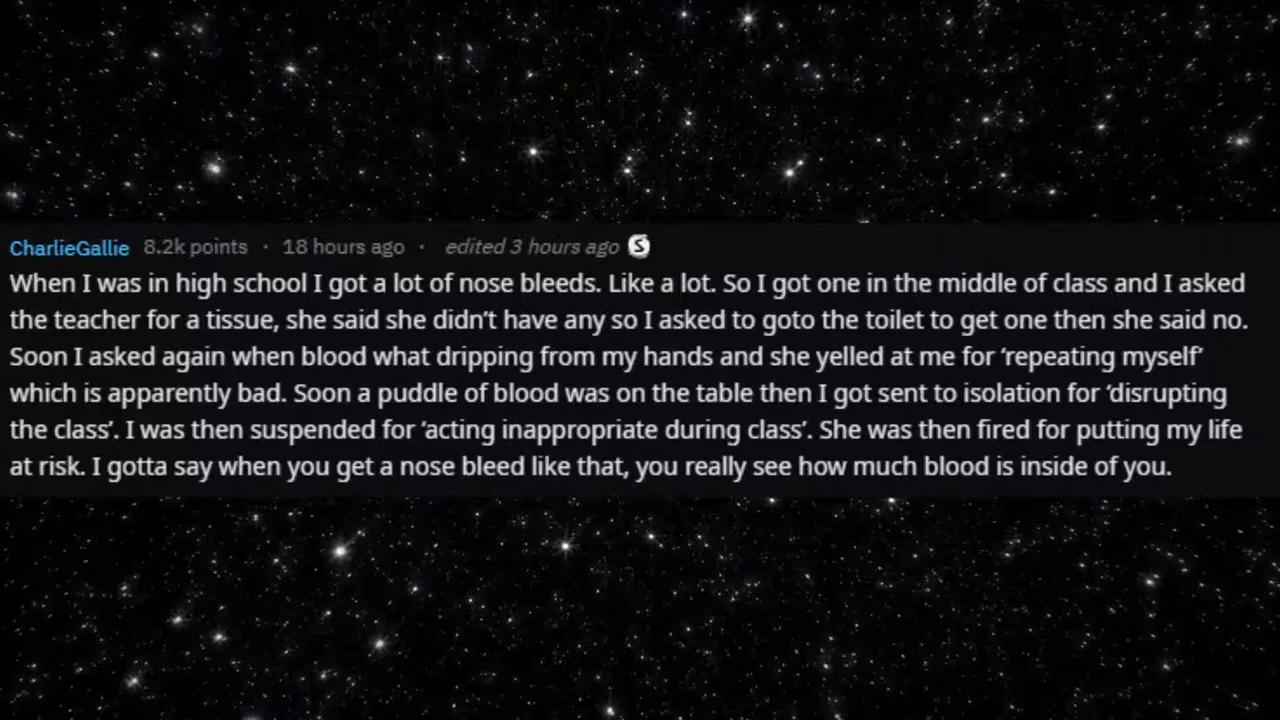 CharlieGallie 8.2k points · 18 hours ago · edited 3 hours ago S
When I was in high school I got a lot of nose bleeds. Like a lot. So I got one in the middle of class and I asked
the teacher for a tissue, she said she didn’t have any so I asked to goto the toilet to get one then she said no.
Soon I asked again when blood what dripping from my hands and she yelled at me for ‘repeating myself’
which is apparently bad. Soon a puddle of blood was on the table then I got sent to isolation for ‘disrupting
the class’. I was then suspended for ‘acting inappropriate during class’. She was then fired for putting my life
at risk. I gotta say when you get a nose bleed like that, you really see how much blood is inside of you.